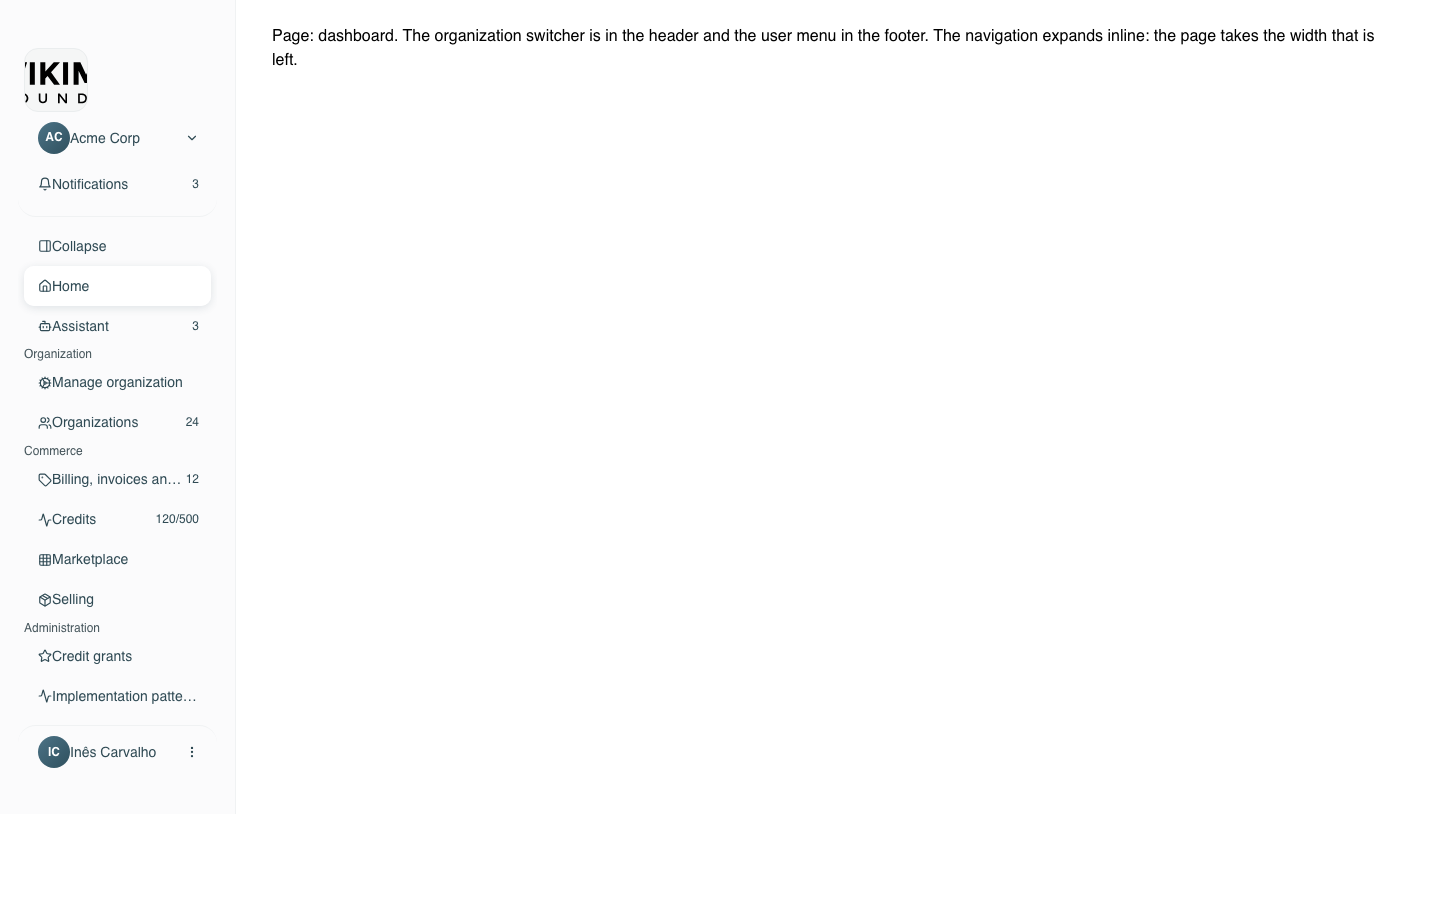 VIKIN
OUND
AC Acme Corp
Notifications 3
Collapse
Home
Assistant 3
Organization
Manage organization
Organizations 24
Commerce
Billing, invoices an… 12
Credits 120/500
Marketplace
Selling
Administration
Credit grants
Implementation patte…
IC Inês Carvalho
Page: dashboard. The organization switcher is in the header and the user menu in the footer. The navigation expands inline: the page takes the width that is
left.